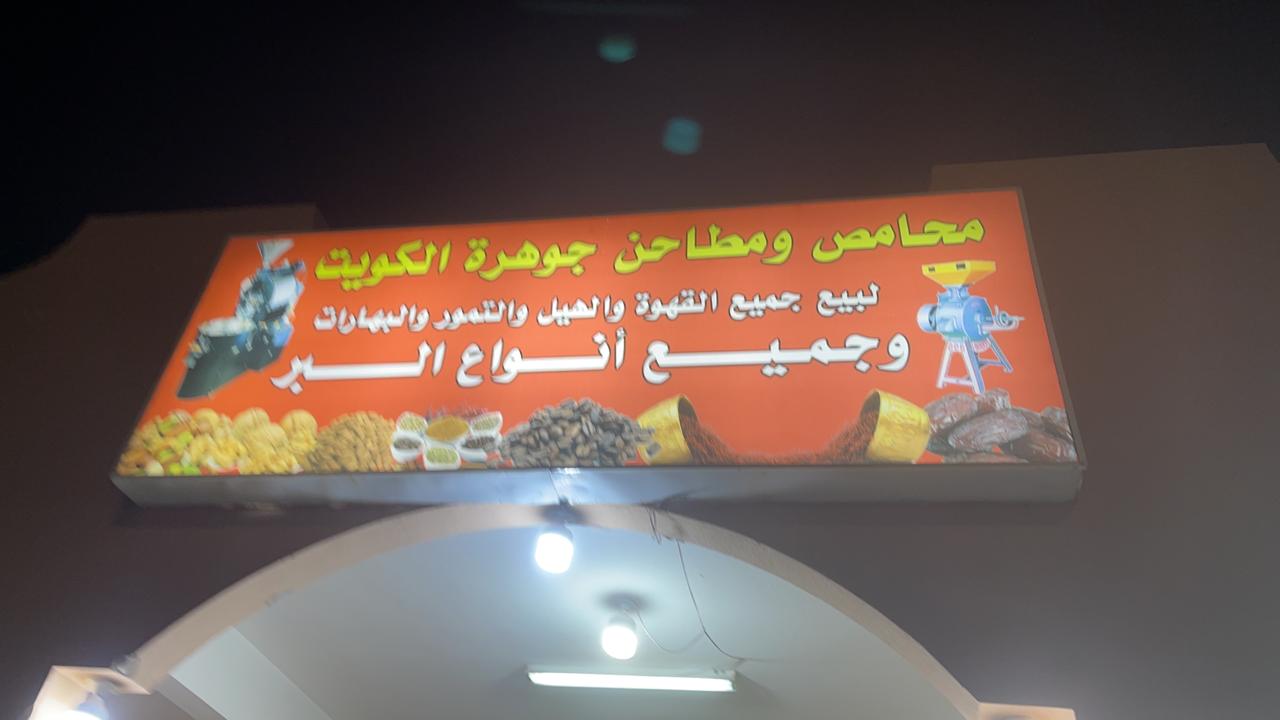 محامص ومطاحن جوهرة الكويت
لبيع جميع القهوة والهيل والتمور والبهارات
وجميع أنواع البر